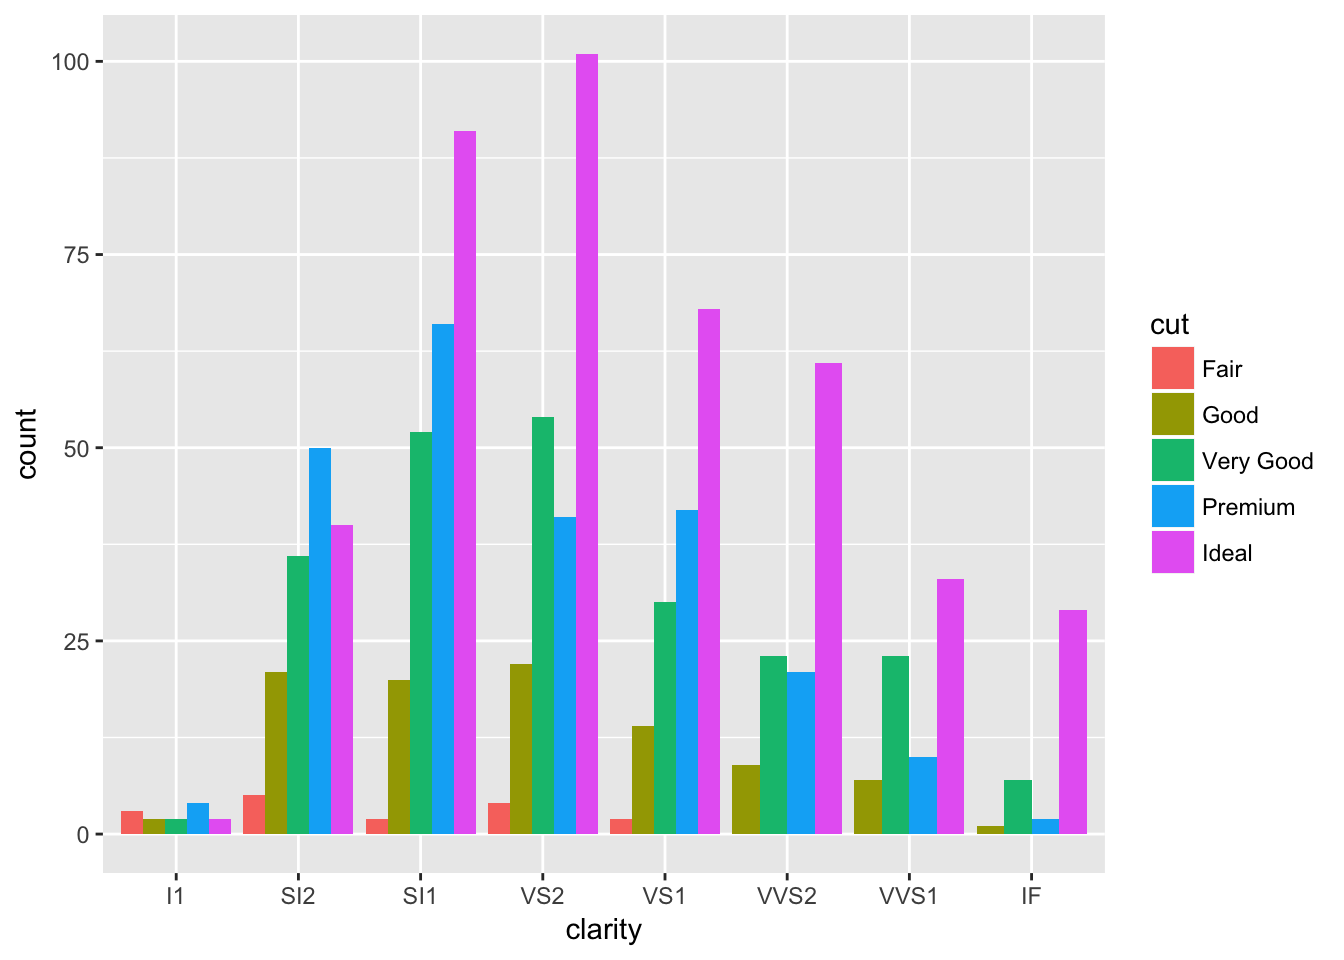 100
75
50
25
0
count
I1 SI2 SI1 VS2 VS1 VVS2 VVS1 IF
clarity
cut
Fair
Good
Very Good
Premium
Ideal